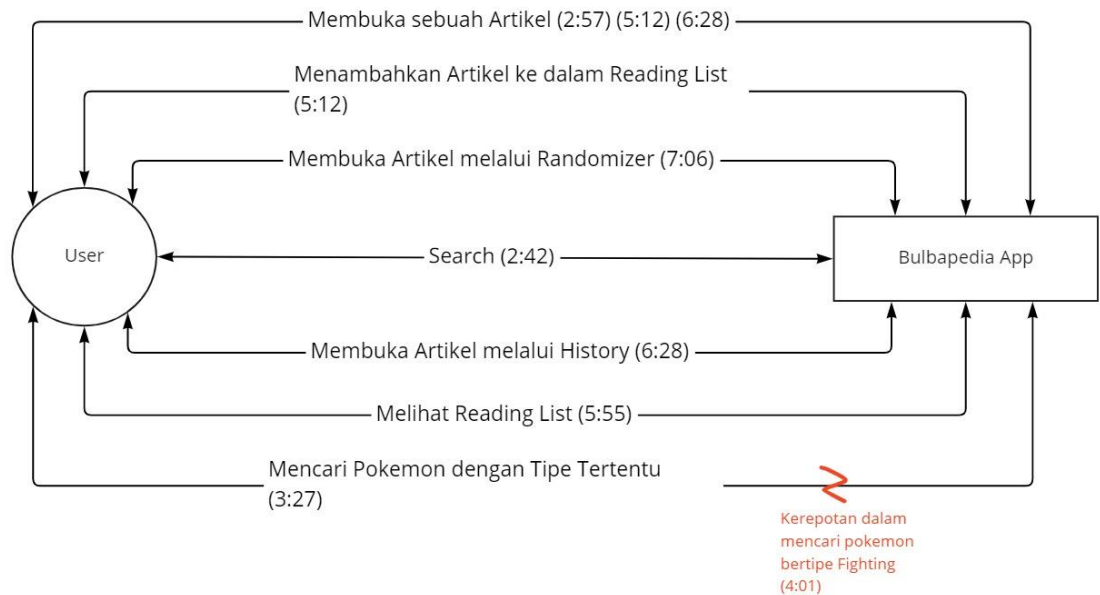 Membuka sebuah Artikel (2:57) (5:12) (6:28)
Menambahkan Artikel ke dalam Reading List
(5:12)
Membuka Artikel melalui Randomizer (7:06)
User
Search (2:42)
Bulbapedia App
Membuka Artikel melalui History (6:28)
Melihat Reading List (5:55)
Mencari Pokemon dengan Tipe Tertentu
(3:27)
Kerepotan dalam
mencari pokemon
bertipe Fighting
(4:01)